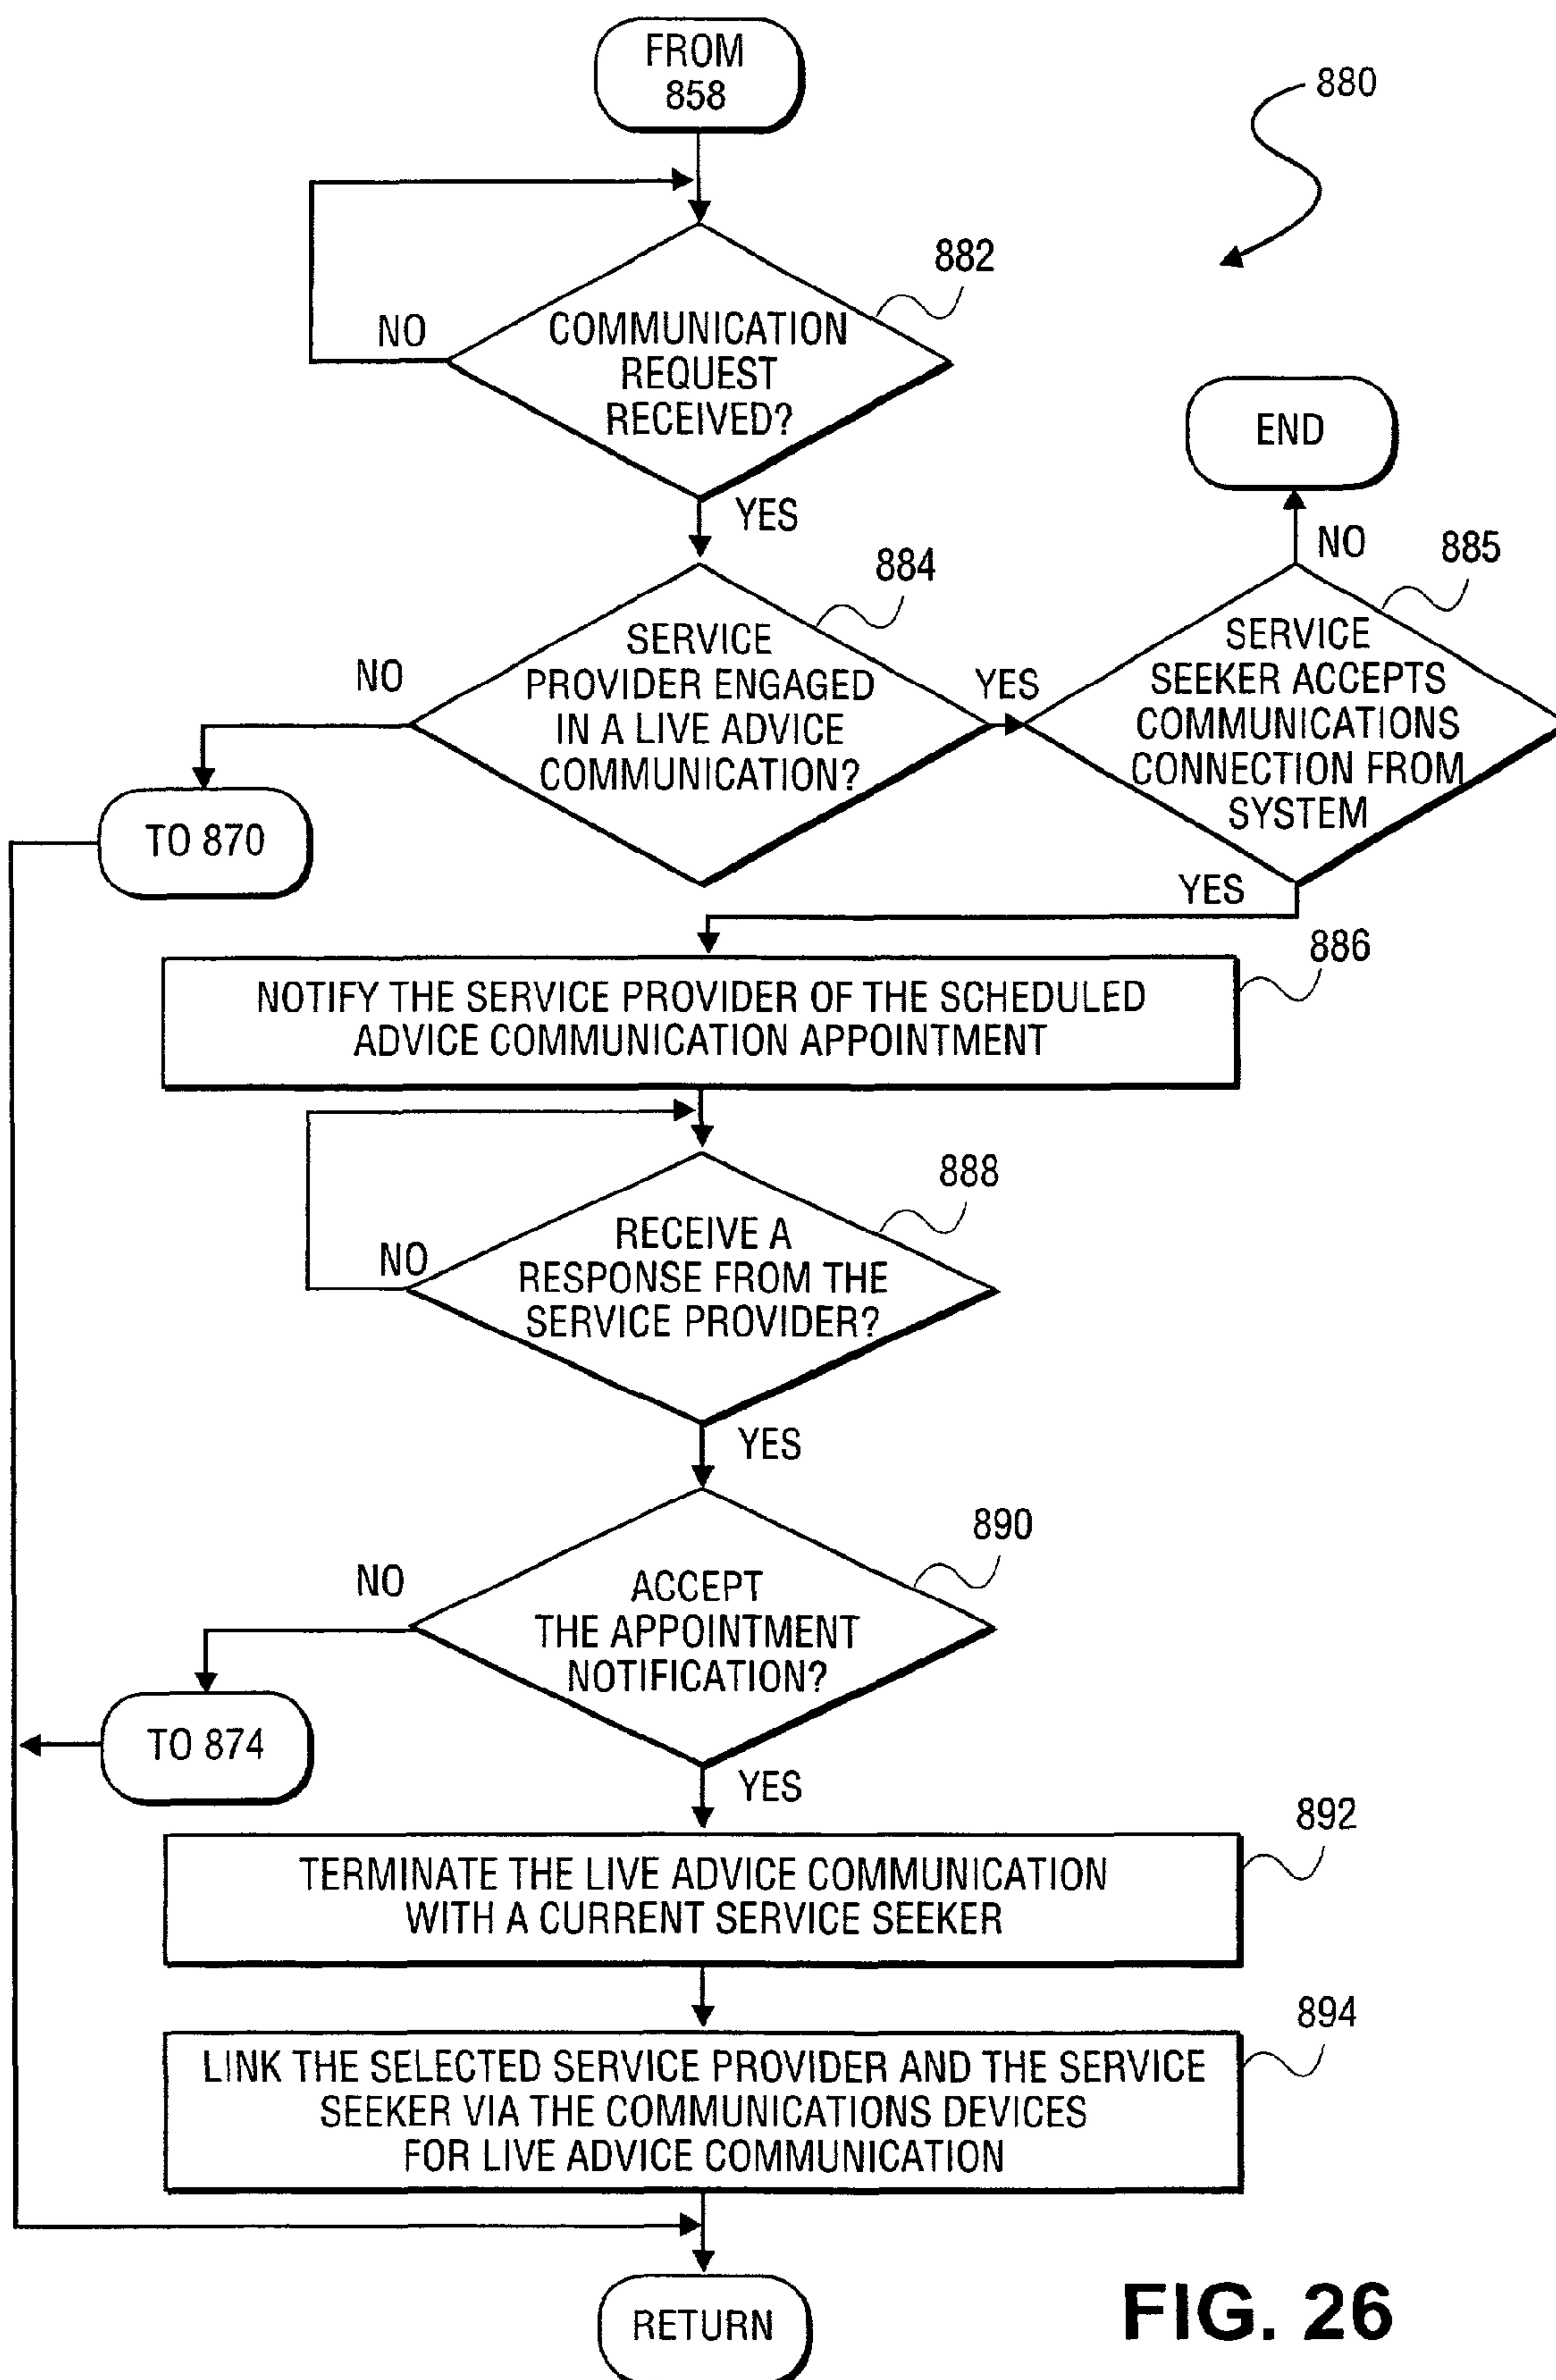 FROM
858
880
882
NO
COMMUNICATION
REQUEST
RECEIVED?
YES
END
NO
885
884
NO
SERVICE
PROVIDER ENGAGED
IN A LIVE ADVICE
COMMUNICATION?
YES
SERVICE
SEEKER ACCEPTS
COMMUNICATIONS
CONNECTION FROM
SYSTEM
TO 870
YES
886
NOTIFY THE SERVICE PROVIDER OF THE SCHEDULED
ADVICE COMMUNICATION APPOINTMENT
888
NO
RECEIVE A
RESPONSE FROM THE
SERVICE PROVIDER?
YES
890
NO
ACCEPT
THE APPOINTMENT
NOTIFICATION?
TO 874
YES
892
TERMINATE THE LIVE ADVICE COMMUNICATION
WITH A CURRENT SERVICE SEEKER
894
LINK THE SELECTED SERVICE PROVIDER AND THE SERVICE
SEEKER VIA THE COMMUNICATIONS DEVICES
FOR LIVE ADVICE COMMUNICATION
RETURN
FIG. 26